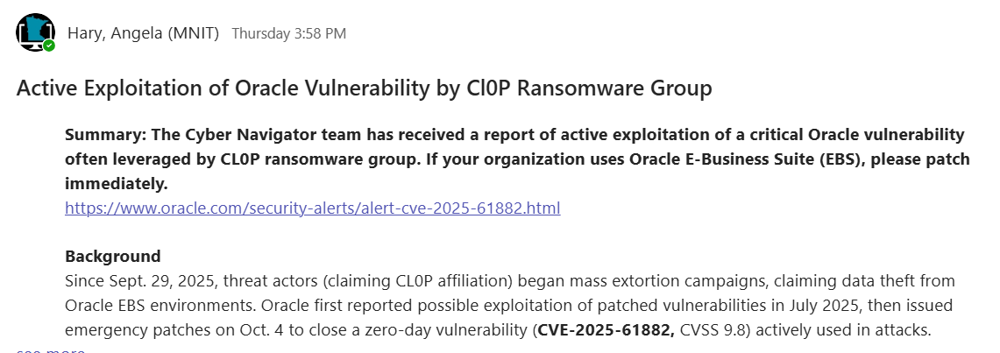 Hary, Angela (MNIT) Thursday 3:58 PM
Active Exploitation of Oracle Vulnerability by Cl0P Ransomware Group
Summary: The Cyber Navigator team has received a report of active exploitation of a critical Oracle vulnerability
often leveraged by CL0P ransomware group. If your organization uses Oracle E-Business Suite (EBS), please patch
immediately.
https://www.oracle.com/security-alerts/alert-cve-2025-61882.html
Background
Since Sept. 29, 2025, threat actors (claiming CL0P affiliation) began mass extortion campaigns, claiming data theft from
Oracle EBS environments. Oracle first reported possible exploitation of patched vulnerabilities in July 2025, then issued
emergency patches on Oct. 4 to close a zero-day vulnerability (CVE-2025-61882, CVSS 9.8) actively used in attacks.
see more